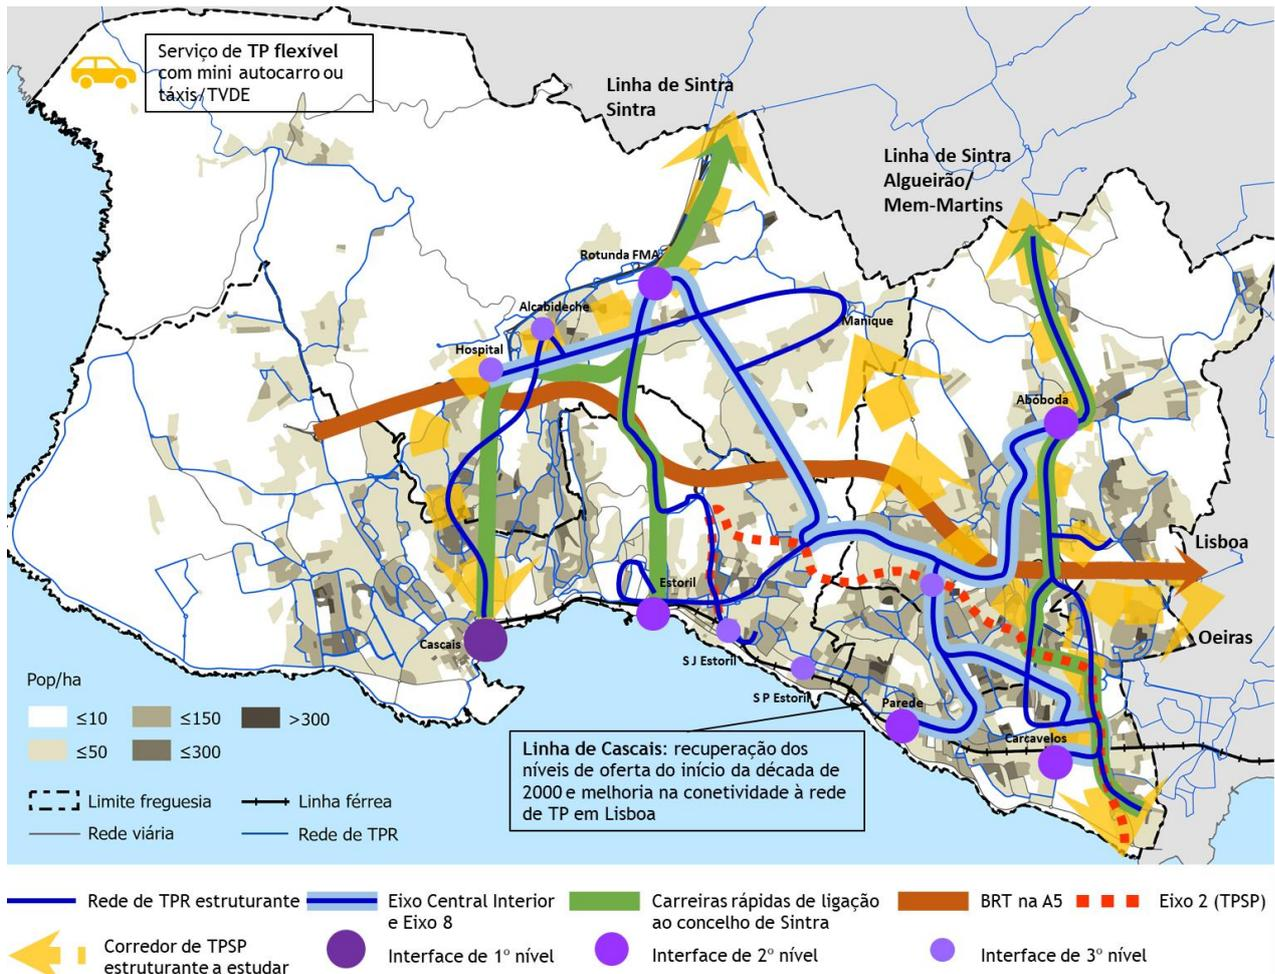 Serviço de TP flexível
com mini autocarro ou
táxis/TVDE
Linha de Sintra
Sintra
Linha de Sintra
Algueirão/
Mem-Martins
Rotunda FMA
Alcabideche
Hospital
Manique
Aboboda
Lisboa
Estoril
Oeiras
Cascais
S J Estoril
S P Estoril
Parede
Carcavelos
Linha de Cascais: recuperação dos
níveis de oferta do início da década de
2000 e melhoria na conetividade à rede
de TP em Lisboa
Pop/ha
≤10
≤150
>300
≤50
≤300
Limite freguesia
Linha férrea
Rede viária
Rede de TPR
Rede de TPR estruturante
Eixo Central Interior
e Eixo 8
Carreiras rápidas de ligação
ao concelho de Sintra
BRT na A5
Eixo 2 (TPSP)
Corredor de TPSP
estruturante a estudar
Interface de 1º nível
Interface de 2º nível
Interface de 3º nível